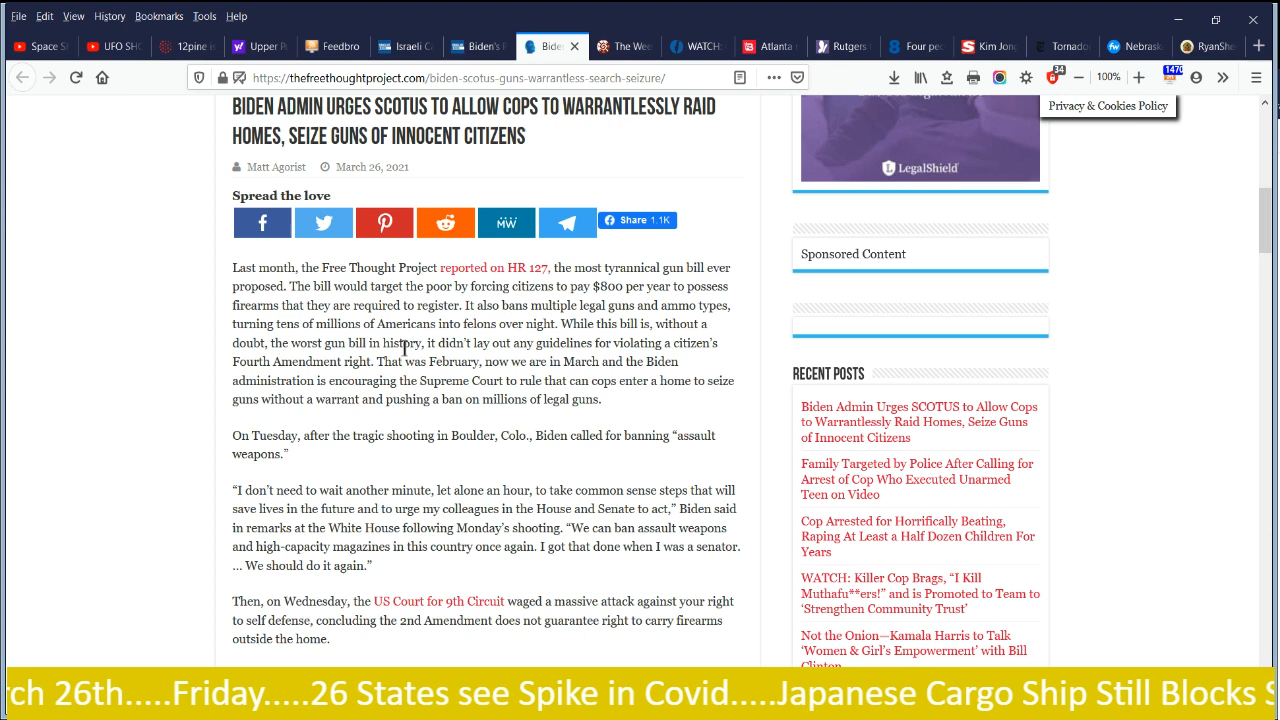 File Edit View History Bookmarks Tools Help
Space S
UFO SHO
12pine is
Upper P
Feedbro
Israeli C
Biden's P
Biden
The Wee
WATCH:
Atlanta
Rutgers
Four peo
Kim Jong
Tornado
Nebraska
RyanShe
https://thefreethoughtproject.com/biden-scotus-guns-warrantless-search-seizure/
34
100%
1470
BIDEN ADMIN URGES SCOTUS TO ALLOW COPS TO WARRANTLESSLY RAID
HOMES, SEIZE GUNS OF INNOCENT CITIZENS
Matt Agorist March 26, 2021
Spread the love
MW
Share 1.1K
Last month, the Free Thought Project reported on HR 127, the most tyrannical gun bill ever
proposed. The bill would target the poor by forcing citizens to pay $800 per year to possess
firearms that they are required to register. It also bans multiple legal guns and ammo types,
turning tens of millions of Americans into felons over night. While this bill is, without a
doubt, the worst gun bill in history, it didn't lay out any guidelines for violating a citizen's
Fourth Amendment right. That was February, now we are in March and the Biden
administration is encouraging the Supreme Court to rule that can cops enter a home to seize
guns without a warrant and pushing a ban on millions of legal guns.
On Tuesday, after the tragic shooting in Boulder, Colo., Biden called for banning “assault
weapons.”
“I don't need to wait another minute, let alone an hour, to take common sense steps that will
save lives in the future and to urge my colleagues in the House and Senate to act,” Biden said
in remarks at the White House following Monday's shooting. “We can ban assault weapons
and high-capacity magazines in this country once again. I got that done when I was a senator.
… We should do it again.”
Then, on Wednesday, the US Court for 9th Circuit waged a massive attack against your right
to self defense, concluding the 2nd Amendment does not guarantee right to carry firearms
outside the home.
Privacy & Cookies Policy
LegalShield
Sponsored Content
RECENT POSTS
Biden Admin Urges SCOTUS to Allow Cops
to Warrantlessly Raid Homes, Seize Guns
of Innocent Citizens
Family Targeted by Police After Calling for
Arrest of Cop Who Executed Unarmed
Teen on Video
Cop Arrested for Horrifically Beating,
Raping At Least a Half Dozen Children For
Years
WATCH: Killer Cop Brags, “I Kill
Muthafu**ers!” and is Promoted to Team to
‘Strengthen Community Trust’
Not the Onion—Kamala Harris to Talk
‘Women & Girl's Empowerment’ with Bill
Clinton
rch 26th.....Friday.....26 States see Spike in Covid.....Japanese Cargo Ship Still Blocks S